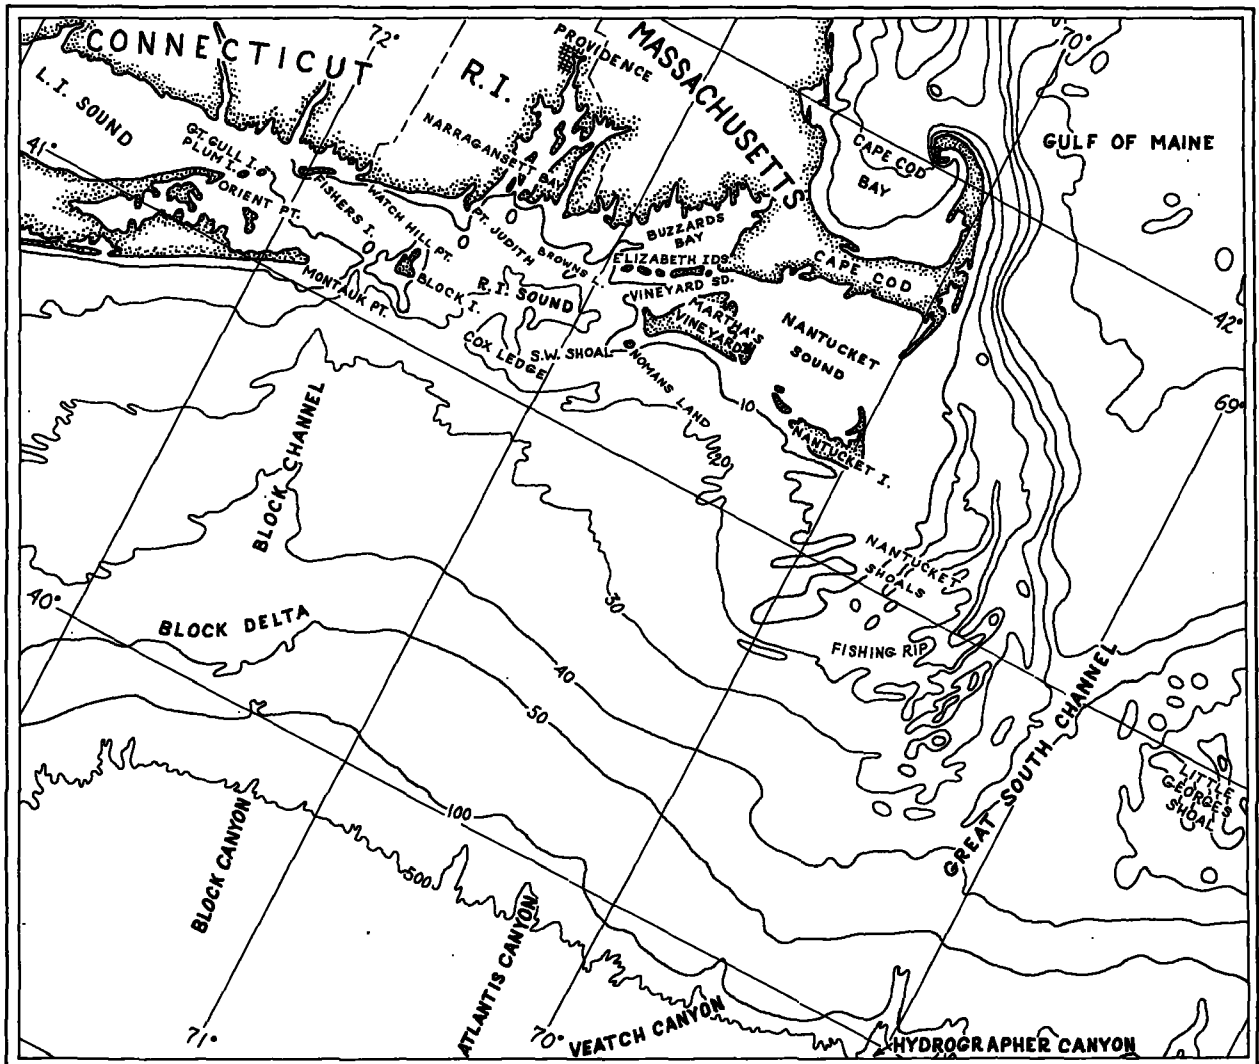 CONNECTICUT
72°
R.I.
PROVIDENCE
MASSACHUSETTS
70°
L. I. SOUND
41°
GT. GULL I.
PLUM I.
ORIENT PT.
FISHERS I.
WATCH HILL PT.
NARRAGANSETT BAY
PT. JUDITH
BROWNS L.
BUZZARDS
BAY
ELIZABETH IDS.
VINEYARD SD.
MARTHA'S
VINEYARD
CAPE COD
BAY
CAPE COD
GULF OF MAINE
42°
69°
MONTAUK PT.
BLOCK I.
R.I. SOUND
COX LEDGE
S.W. SHOAL
NOMANS LAND
NANTUCKET
SOUND
NANTUCKET I.
10
20
30
40
50
100
500
BLOCK CHANNEL
40°
BLOCK DELTA
NANTUCKET
SHOALS
FISHING RIP
GREAT SOUTH CHANNEL
LITTLE
GEORGES
SHOAL
BLOCK CANYON
ATLANTIS CANYON
VEATCH CANYON
HYDROGRAPHER CANYON
71°
70°